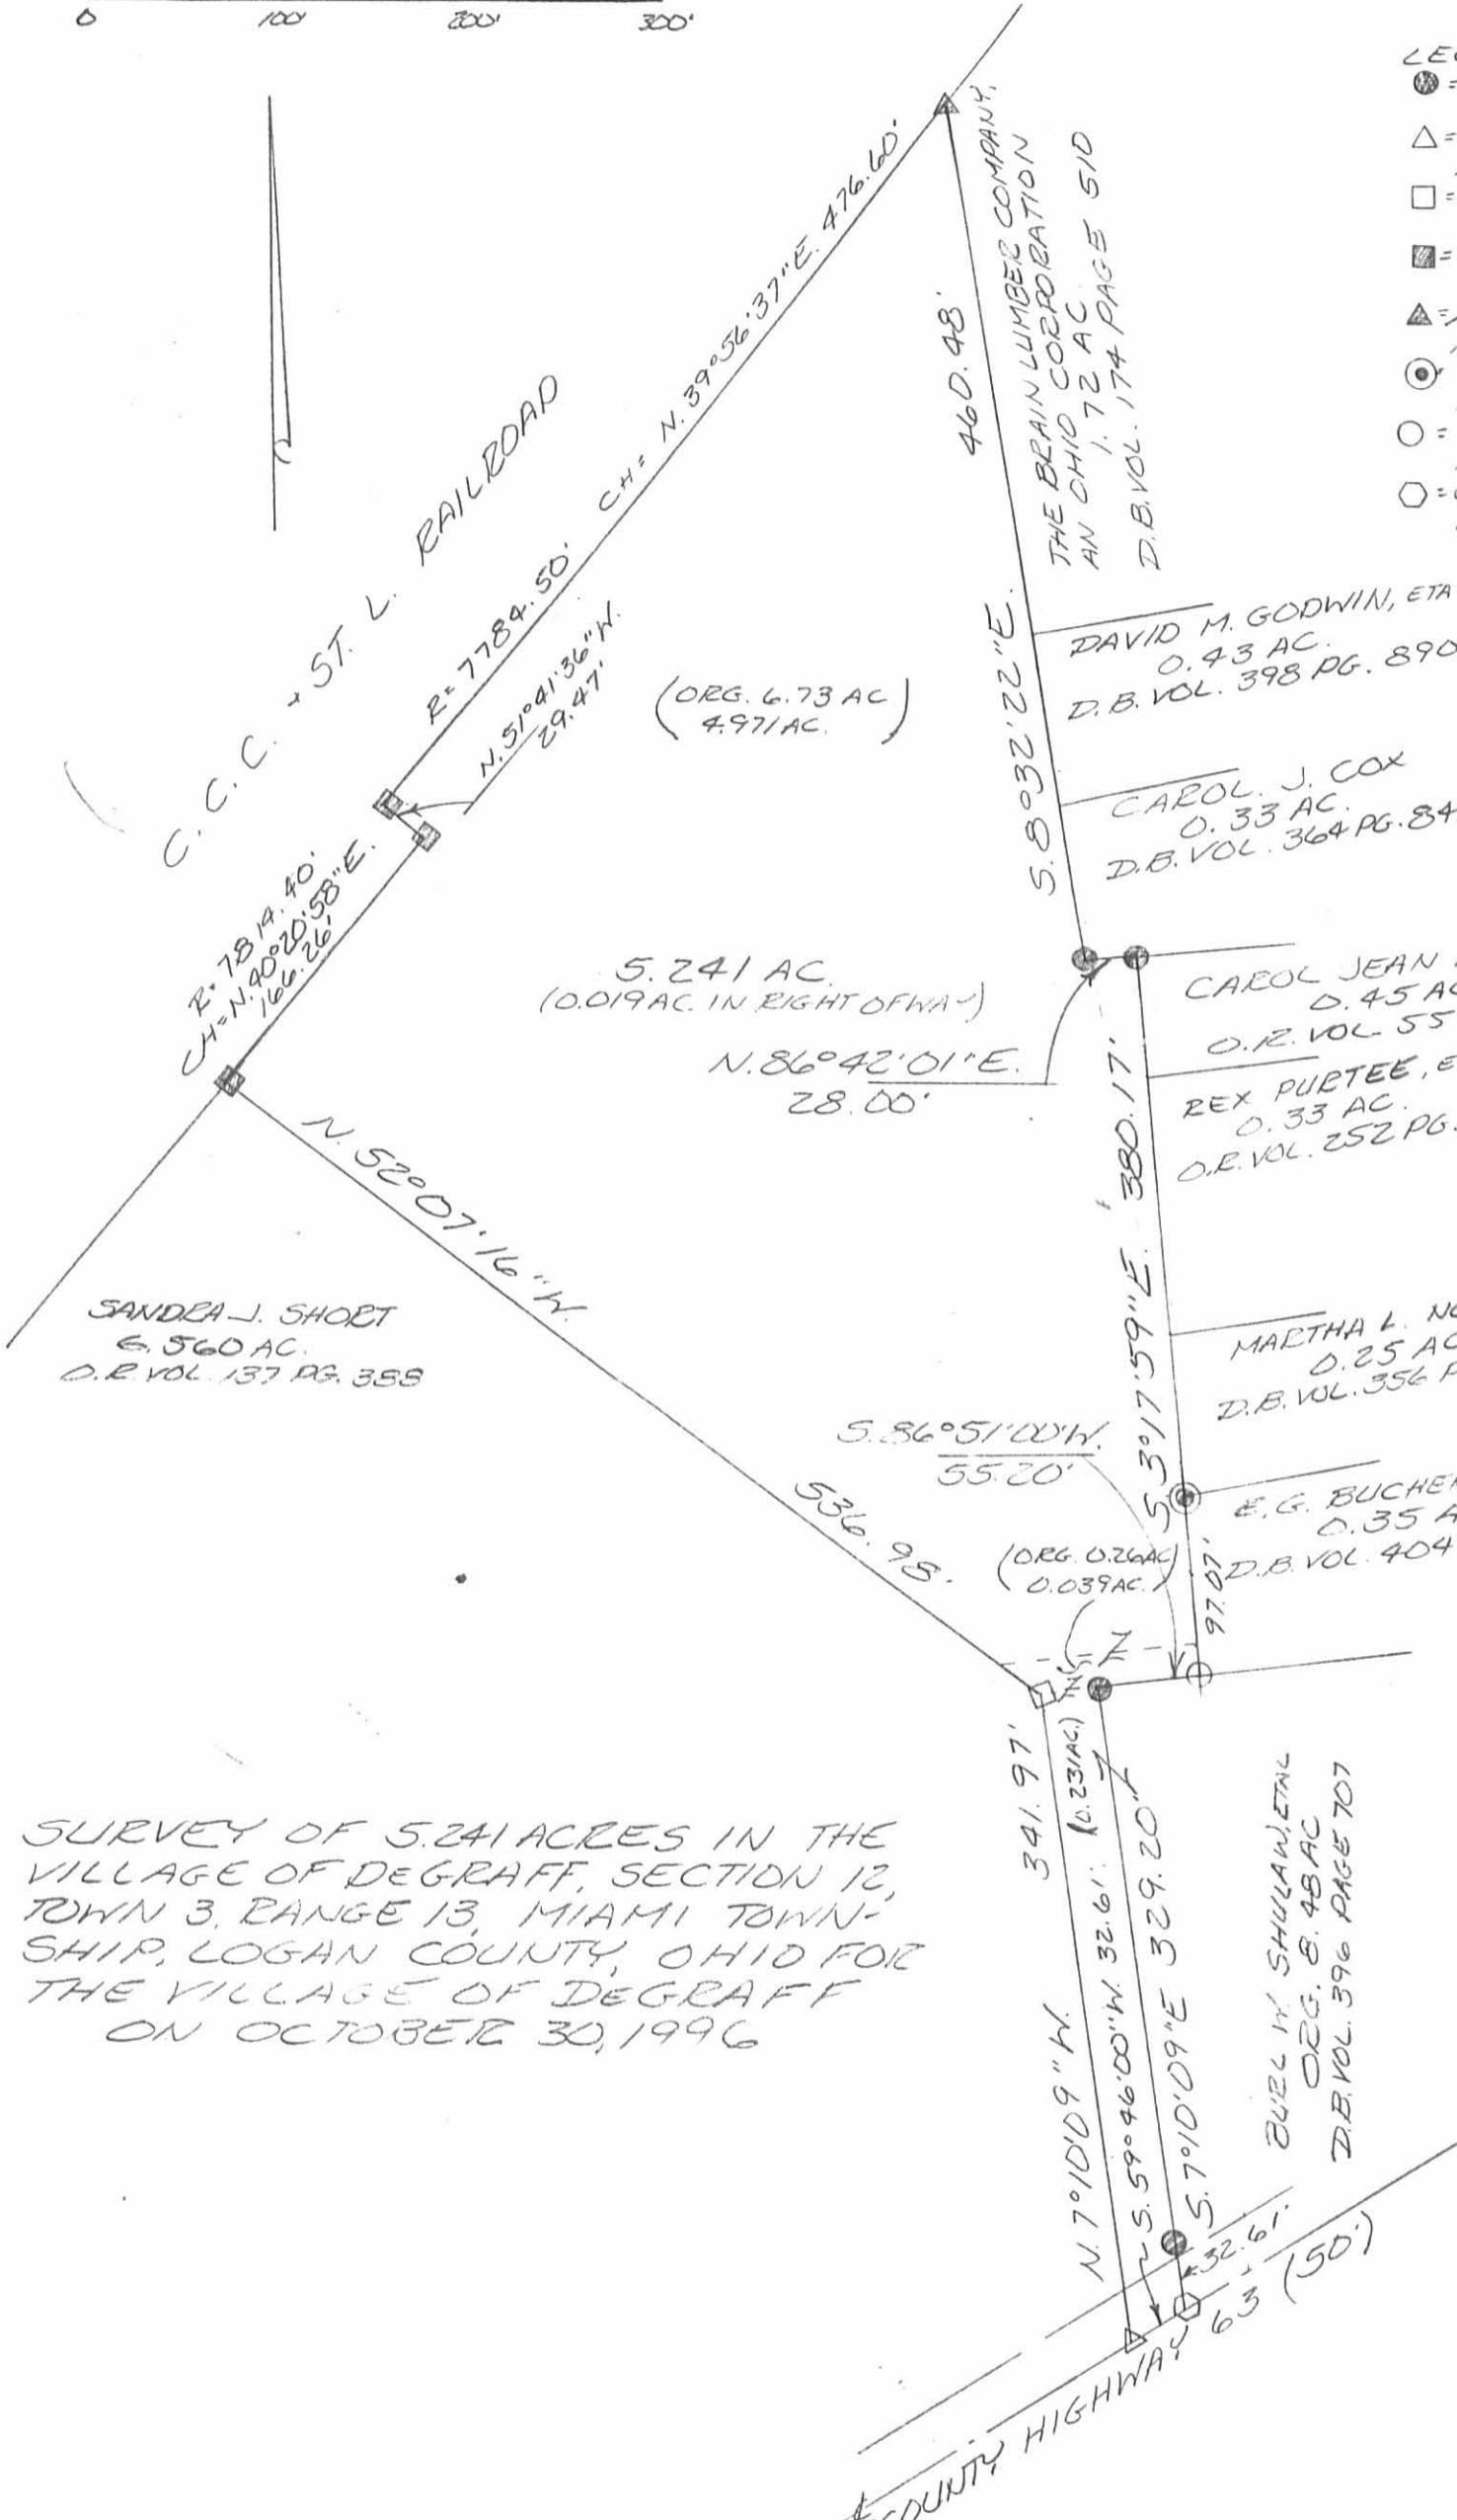 0 100' 200' 300'
● =
△ =
□ =
■ =
▲ =
○ =
⬡ =
C.C.C. + ST. L. RAILROAD
R= 7784.50' CH= N. 39°56'37"E. 476.60'
N. 51°41'36"W.
29.47'
(ORG. 6.73 AC
4.971 AC.)
460.48'
S. 8°32'22"E.
THE BRAIN LUMBER COMPANY,
AN OHIO CORPORATION
1.72 AC
D.B. VOL. 174 PAGE 510
DAVID M. GODWIN, ETA
0.43 AC.
D.B. VOL. 398 PG. 890
CAROL. J. COX
0.33 AC.
D.B. VOL. 364 PG. 84
R= 7814.40'
CH= N. 40°20'58"E.
166.26'
5.241 AC.
(0.019 AC. IN RIGHT OF WAY)
N. 86°42'01"E.
28.00'
CAROL JEAN
0.45 AC
O.R. VOL 55
REX PURTEE, E
0.33 AC.
O.R. VOL. 252 PG.
S. 3°17'59"E. 380.17'
N. 52°07'16"W.
536.98'
SANDRA J. SHORT
6.560 AC.
O.R. VOL 137 PG. 388
MARTHA L. NO
0.25 AC
D.B. VOL. 356 P
S. 86°51'00"W.
55.20'
E.G. BUCHE
0.35 A
D.B. VOL. 404
97.07'
(ORG. 0.26AC)
0.039AC.)
341.97'
(0.231AC.)
N. 7°10'09"W.
S. 59°46'00"W. 32.61'
S. 7°10'09"E 329.20'
BURL W. SHULAW, ETAL
ORG. 8.48 AC
D.B. VOL. 396 PAGE 707
32.61'
COUNTY HIGHWAY 63 (50')
SURVEY OF 5.241 ACRES IN THE
VILLAGE OF DEGRAFF, SECTION 12,
TOWN 3, RANGE 13, MIAMI TOWN-
SHIP, LOGAN COUNTY, OHIO FOR
THE VILLAGE OF DEGRAFF
ON OCTOBER 30, 1996